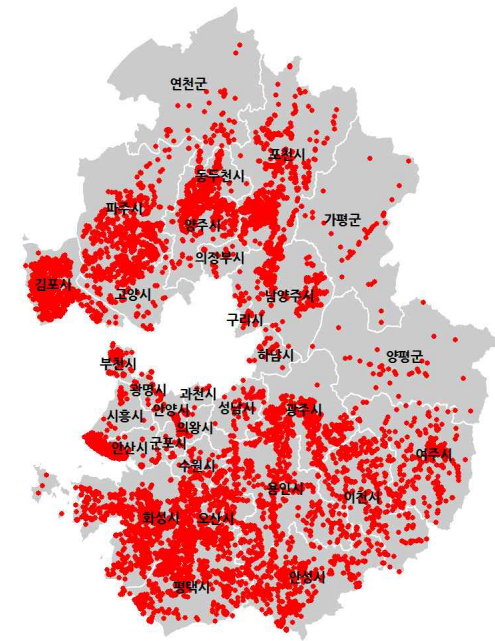 연천군
포천시
동두천시
파주시
양주시
가평군
의정부시
김포시
고양시
남양주시
구리시
하남시
양평군
부천시
광명시
과천시
시흥시
안양시
성남시
광주시
의왕시
안산시
군포시
여주시
수원시
용인시
이천시
화성시
오산시
평택시
안성시